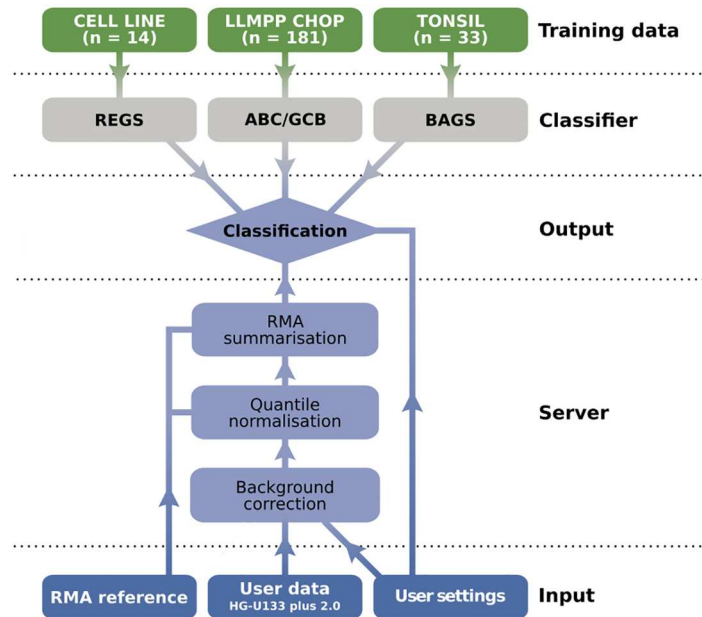 CELL LINE
(n = 14)
LLMPP CHOP
(n = 181)
TONSIL
(n = 33)
Training data
REGS
ABC/GCB
BAGS
Classifier
Classification
Output
RMA
summarisation
Quantile
normalisation
Server
Background
correction
RMA reference
User data
HG-U133 plus 2.0
User settings
Input